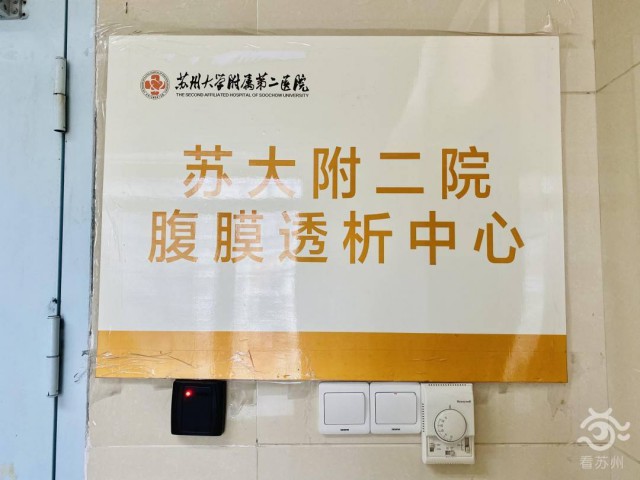 苏州大学附属第二医院
THE SECOND AFFILIATED HOSPITAL OF SOOCHOW UNIVERSITY
苏大附二院
腹膜透析中心
Honeywell
看苏州